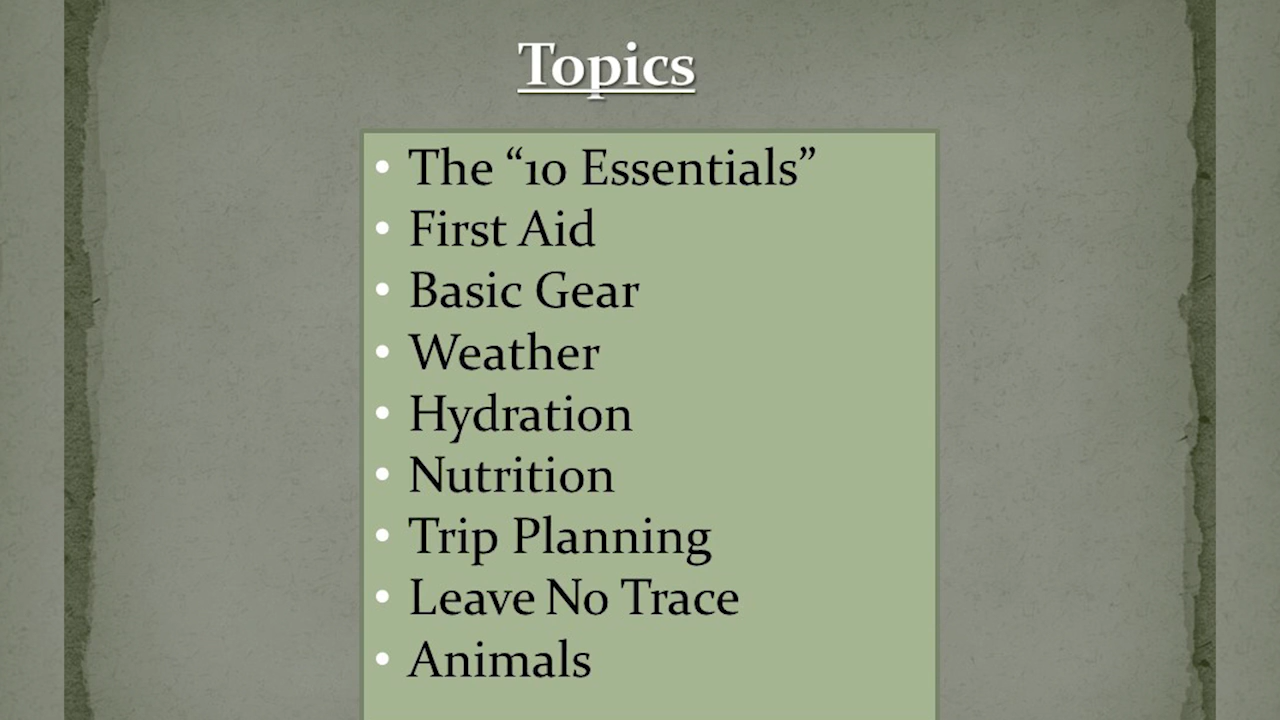 Topics
• The “10 Essentials”
• First Aid
• Basic Gear
• Weather
• Hydration
• Nutrition
• Trip Planning
• Leave No Trace
• Animals